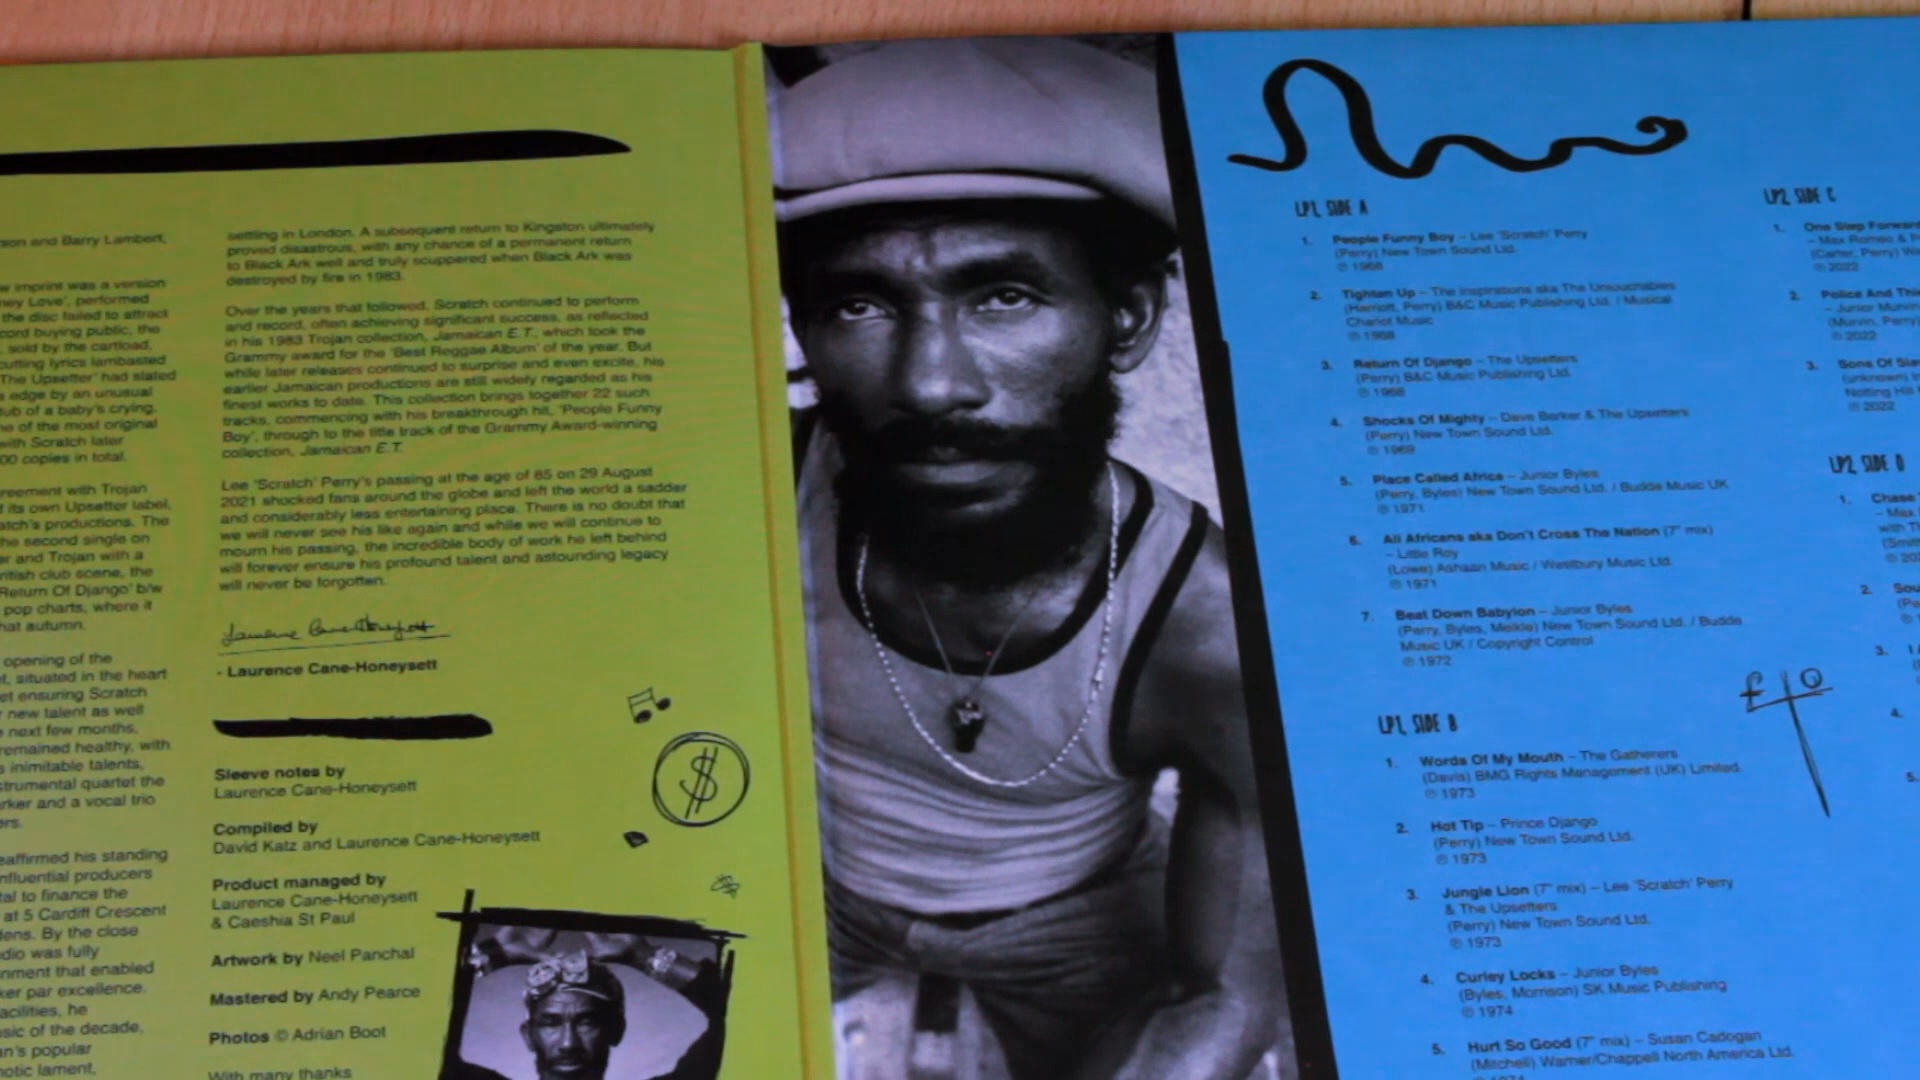 son and Barry Lambert,
w imprint was a version
ney Love', performed
the disc failed to attract
cord buying public, the
sold by the cartload,
cutting lyrics lambasted
'The Upsetter' had slated
edge by an unusual
tub of a baby's crying,
ne of the most original
with Scratch later
00 copies in total.
reement with Trojan
its own Upsetter label,
atch's productions. The
he second single on
er and Trojan with a
ritish club scene, the
Return Of Django' b/w
pop charts, where it
hat autumn.
opening of the
situated in the heart
et ensuring Scratch
new talent as well
next few months,
remained healthy, with
inimitable talents,
strumental quartet the
arker and a vocal trio
ers.
eaffirmed his standing
nfluential producers
tal to finance the
at 5 Cardiff Crescent
dens. By the close
dio was fully
nment that enabled
ker par excellence.
acilities, he
sic of the decade,
an's popular
notic lament,
settling in London. A subsequent return to Kingston ultimately
proved disastrous, with any chance of a permanent return
to Black Ark well and truly scuppered when Black Ark was
destroyed by fire in 1983.
Over the years that followed, Scratch continued to perform
and record, often achieving significant success, as reflected
in his 1983 Trojan collection, Jamaican E.T., which took the
Grammy award for the 'Best Reggae Album' of the year. But
while later releases continued to surprise and even excite, his
earlier Jamaican productions are still widely regarded as his
finest works to date. This collection brings together 22 such
tracks, commencing with his breakthrough hit, 'People Funny
Boy', through to the title track of the Grammy Award-winning
collection, Jamaican E.T.
Lee 'Scratch' Perry's passing at the age of 85 on 29 August
2021 shocked fans around the globe and left the world a sadder
and considerably less entertaining place. There is no doubt that
we will never see his like again and while we will continue to
mourn his passing, the incredible body of work he left behind
will forever ensure his profound talent and astounding legacy
will never be forgotten.
Laurence Cane-Honeysett
- Laurence Cane-Honeysett
Sleeve notes by
Laurence Cane-Honeysett
Compiled by
David Katz and Laurence Cane-Honeysett
Product managed by
Laurence Cane-Honeysett
& Caeshia St Paul
Artwork by Neel Panchal
Mastered by Andy Pearce
Photos © Adrian Boot
With many thanks
$
LP1, SIDE A
1. People Funny Boy – Lee 'Scratch' Perry
(Perry) New Town Sound Ltd.
℗ 1968
2. Tighten Up – The Inspirations aka The Untouchables
(Harriott, Perry) B&C Music Publishing Ltd. / Musical
Chariot Music
℗ 1968
3. Return Of Django – The Upsetters
(Perry) B&C Music Publishing Ltd.
℗ 1968
4. Shocks Of Mighty – Dave Barker & The Upsetters
(Perry) New Town Sound Ltd.
℗ 1969
5. Place Called Africa – Junior Byles
(Perry, Byles) New Town Sound Ltd. / Budde Music UK
℗ 1971
6. All Africans aka Don't Cross The Nation (7" mix)
– Little Roy
(Lowe) Ashaan Music / Westbury Music Ltd.
℗ 1971
7. Beat Down Babylon – Junior Byles
(Perry, Byles, Meikle) New Town Sound Ltd. / Budde
Music UK / Copyright Control
℗ 1972
LP1, SIDE B
1. Words Of My Mouth – The Gatherers
(Davis) BMG Rights Management (UK) Limited.
℗ 1973
2. Hot Tip – Prince Django
(Perry) New Town Sound Ltd.
℗ 1973
3. Jungle Lion (7" mix) – Lee 'Scratch' Perry
& The Upsetters
(Perry) New Town Sound Ltd.
℗ 1973
4. Curley Locks – Junior Byles
(Byles, Morrison) SK Music Publishing
℗ 1974
5. Hurt So Good (7" mix) – Susan Cadogan
(Mitchell) Warner/Chappell North America Ltd.
LP2, SIDE C
1. One Step Forward
– Max Romeo &
(Carter, Perry)
℗ 2022
2. Police And
– Junior Murvin
(Murvin, Perry)
℗ 2022
3. Sons Of
(unknown)
Notting Hill
℗ 2022
LP2, SIDE D
1. Chase
– Max
with
2.
3. I
4.
5.